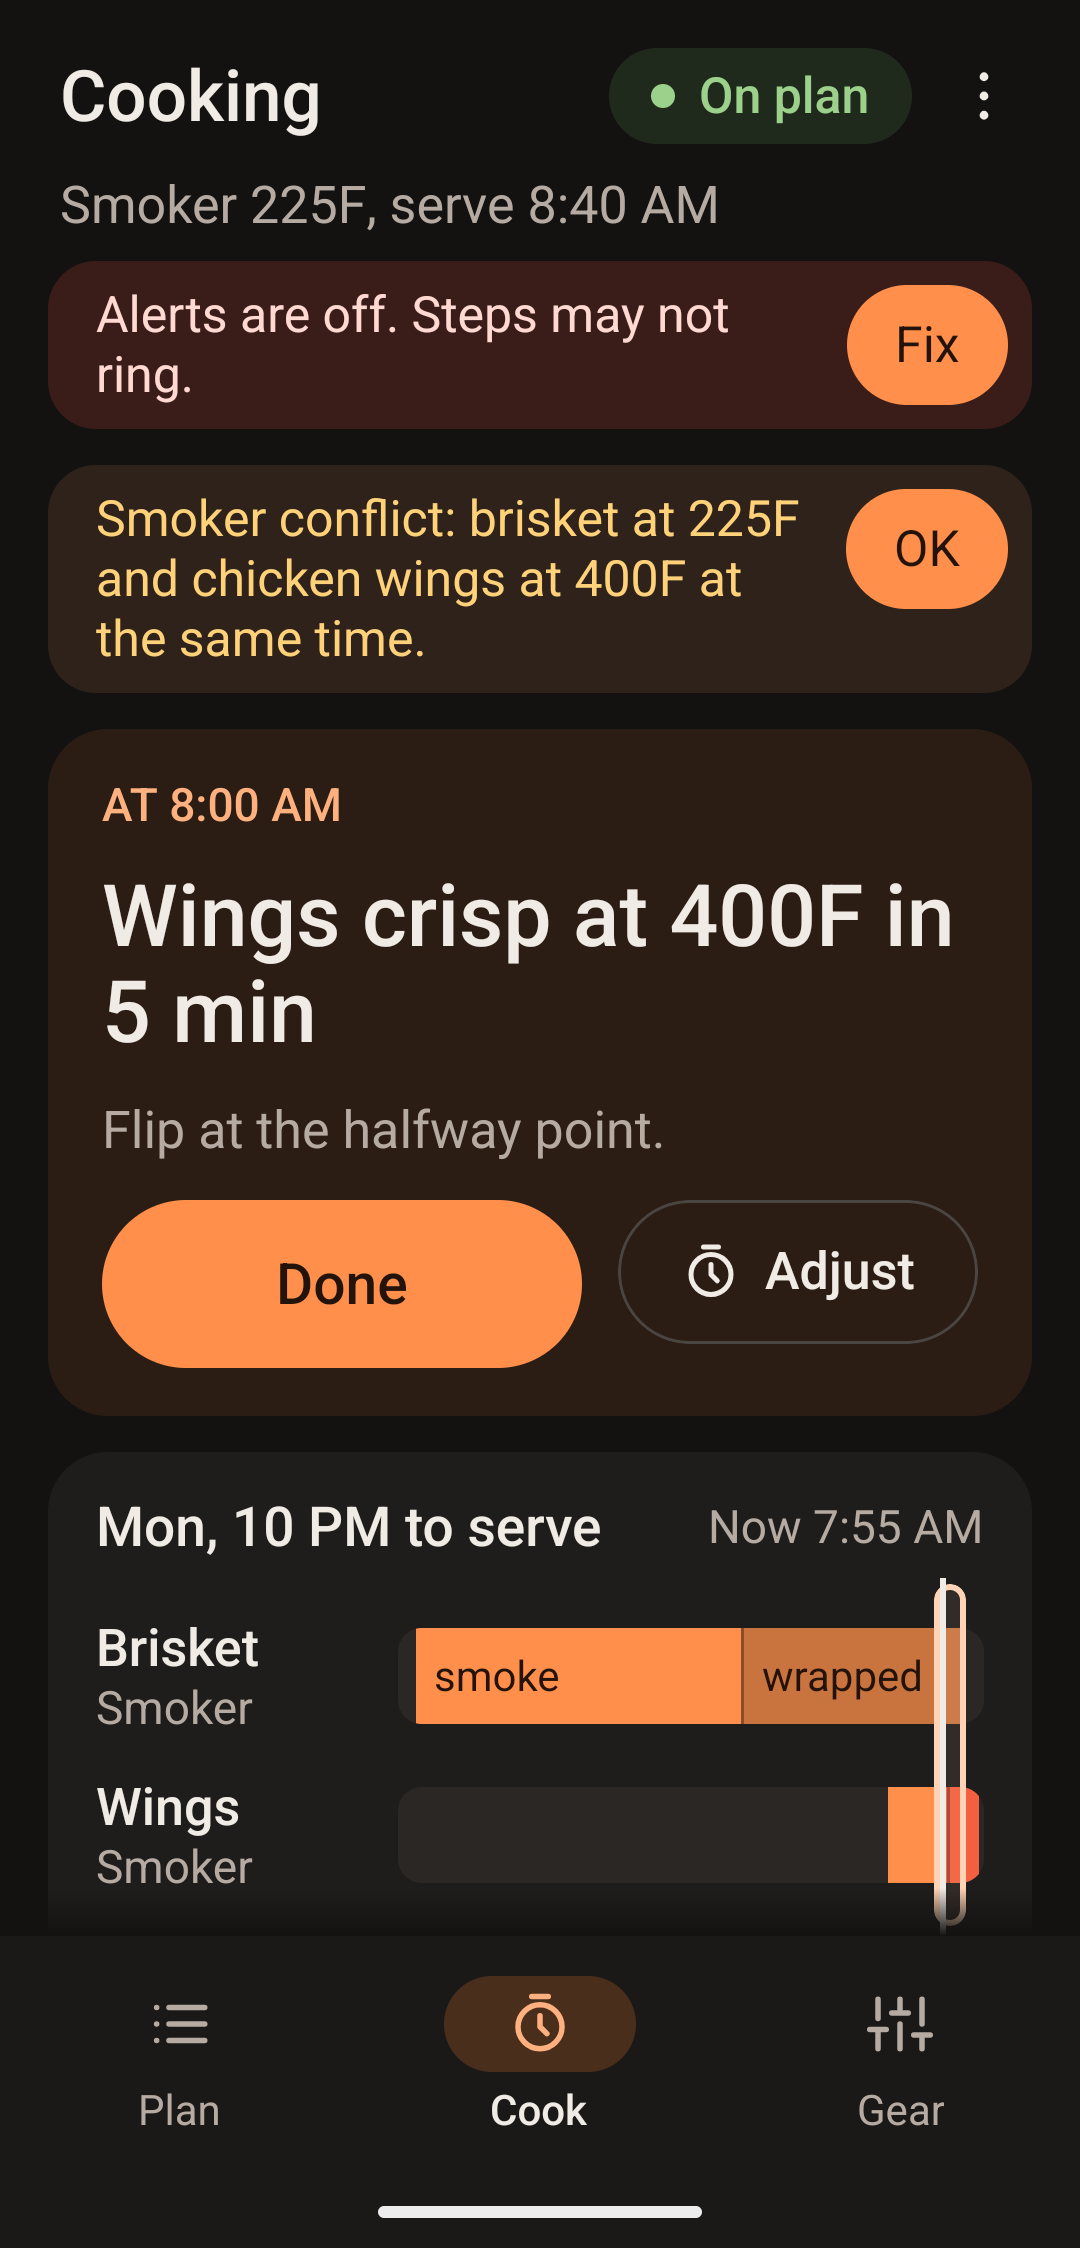 Cooking
On plan
Smoker 225F, serve 8:40 AM
Alerts are off. Steps may not
ring.
Fix
Smoker conflict: brisket at 225F
and chicken wings at 400F at
the same time.
OK
AT 8:00 AM
Wings crisp at 400F in
5 min
Flip at the halfway point.
Done
Adjust
Mon, 10 PM to serve
Now 7:55 AM
Brisket
Smoker
smoke
wrapped
Wings
Smoker
Plan
Cook
Gear